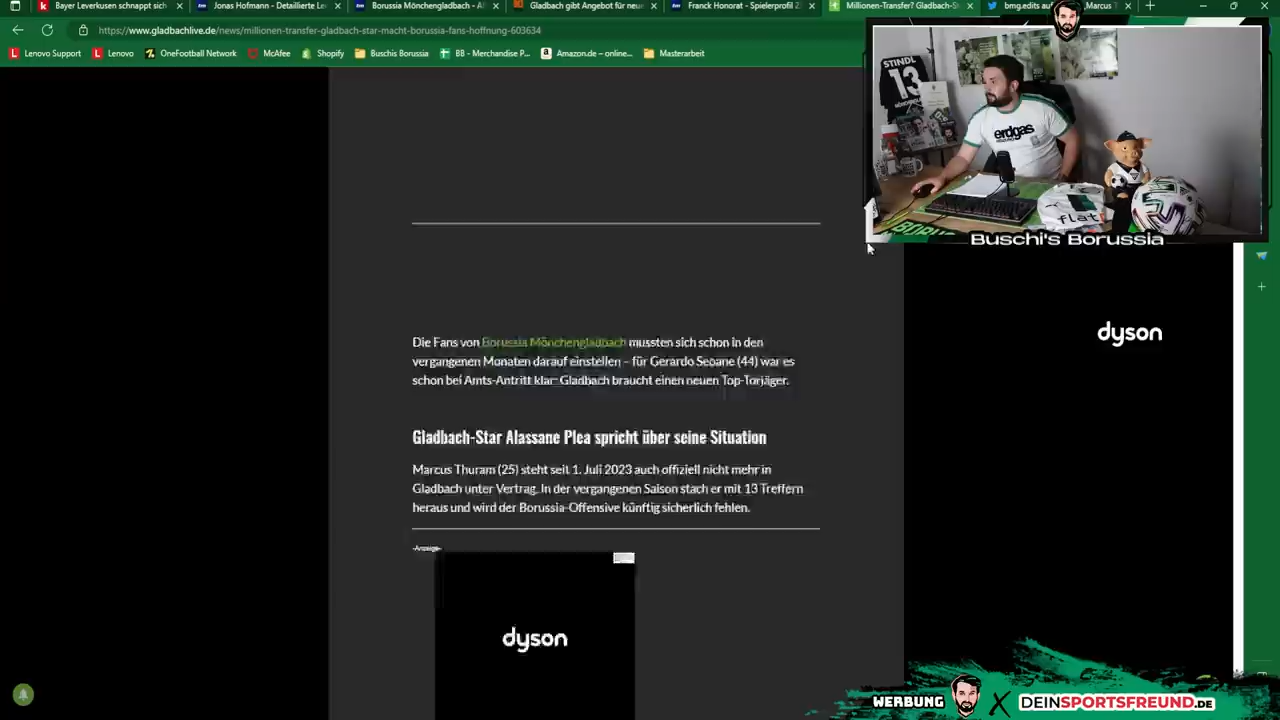 Bayer Leverkusen schnappt sich
Jonas Hofmann - Detaillierte Lei
Borussia Mönchengladbach - A
Gladbach gibt Angebot für neue
Franck Honorat - Spielerprofil 2
Millionen-Transfer? Gladbach-S
bmg.edits auf
Marcus T
https://www.gladbachlive.de/news/millionen-transfer-gladbach-star-macht-borussia-fans-hoffnung-603634
Lenovo Support
Lenovo
OneFootball Network
McAfee
Shopify
Buschis Borussia
BB - Merchandise P...
Amazon.de – online...
Masterarbeit
STINDL
13
erdgas
flat
Buschi's Borussia
dyson
Die Fans von Borussia Mönchengladbach mussten sich schon in den
vergangenen Monaten darauf einstellen – für Gerardo Seoane (44) war es
schon bei Amts-Antritt klar: Gladbach braucht einen neuen Top-Torjäger.
Gladbach-Star Alassane Plea spricht über seine Situation
Marcus Thuram (25) steht seit 1. Juli 2023 auch offiziell nicht mehr in
Gladbach unter Vertrag. In der vergangenen Saison stach er mit 13 Treffern
heraus und wird der Borussia-Offensive künftig sicherlich fehlen.
-Anzeige-
dyson
WERBUNG X DEINSPORTSFREUND.DE